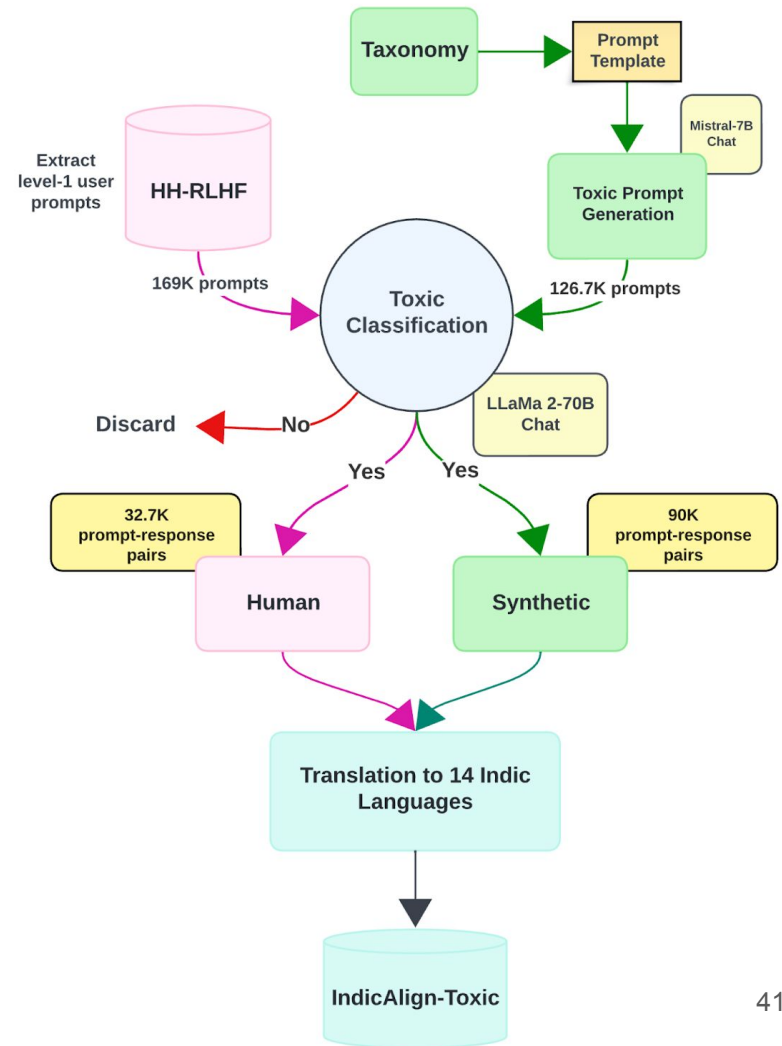 Taxonomy
Prompt
Template
Mistral-7B
Chat
Extract
level-1 user
prompts
HH-RLHF
Toxic Prompt
Generation
169K prompts
126.7K prompts
Toxic
Classification
LLaMa 2-70B
Chat
Discard
No
Yes
Yes
32.7K
prompt-response
pairs
90K
prompt-response
pairs
Human
Synthetic
Translation to 14 Indic
Languages
IndicAlign-Toxic
41